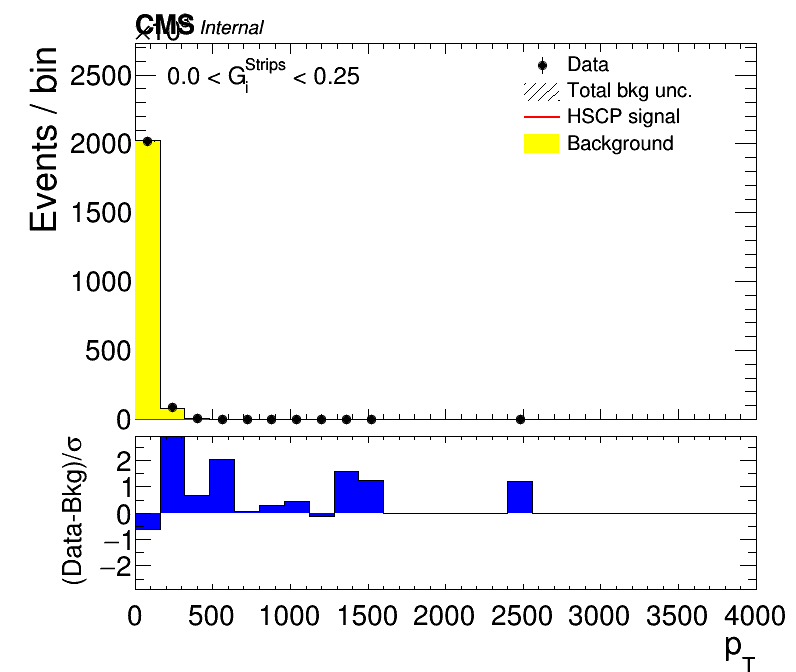 CMS Internal
×10³
Events / bin
0.0 < G_i^Strips < 0.25
Data
Total bkg unc.
HSCP signal
Background
2500
2000
1500
1000
500
0
(Data-Bkg)/σ
2
1
0
−1
−2
0 500 1000 1500 2000 2500 3000 3500 4000
p_T